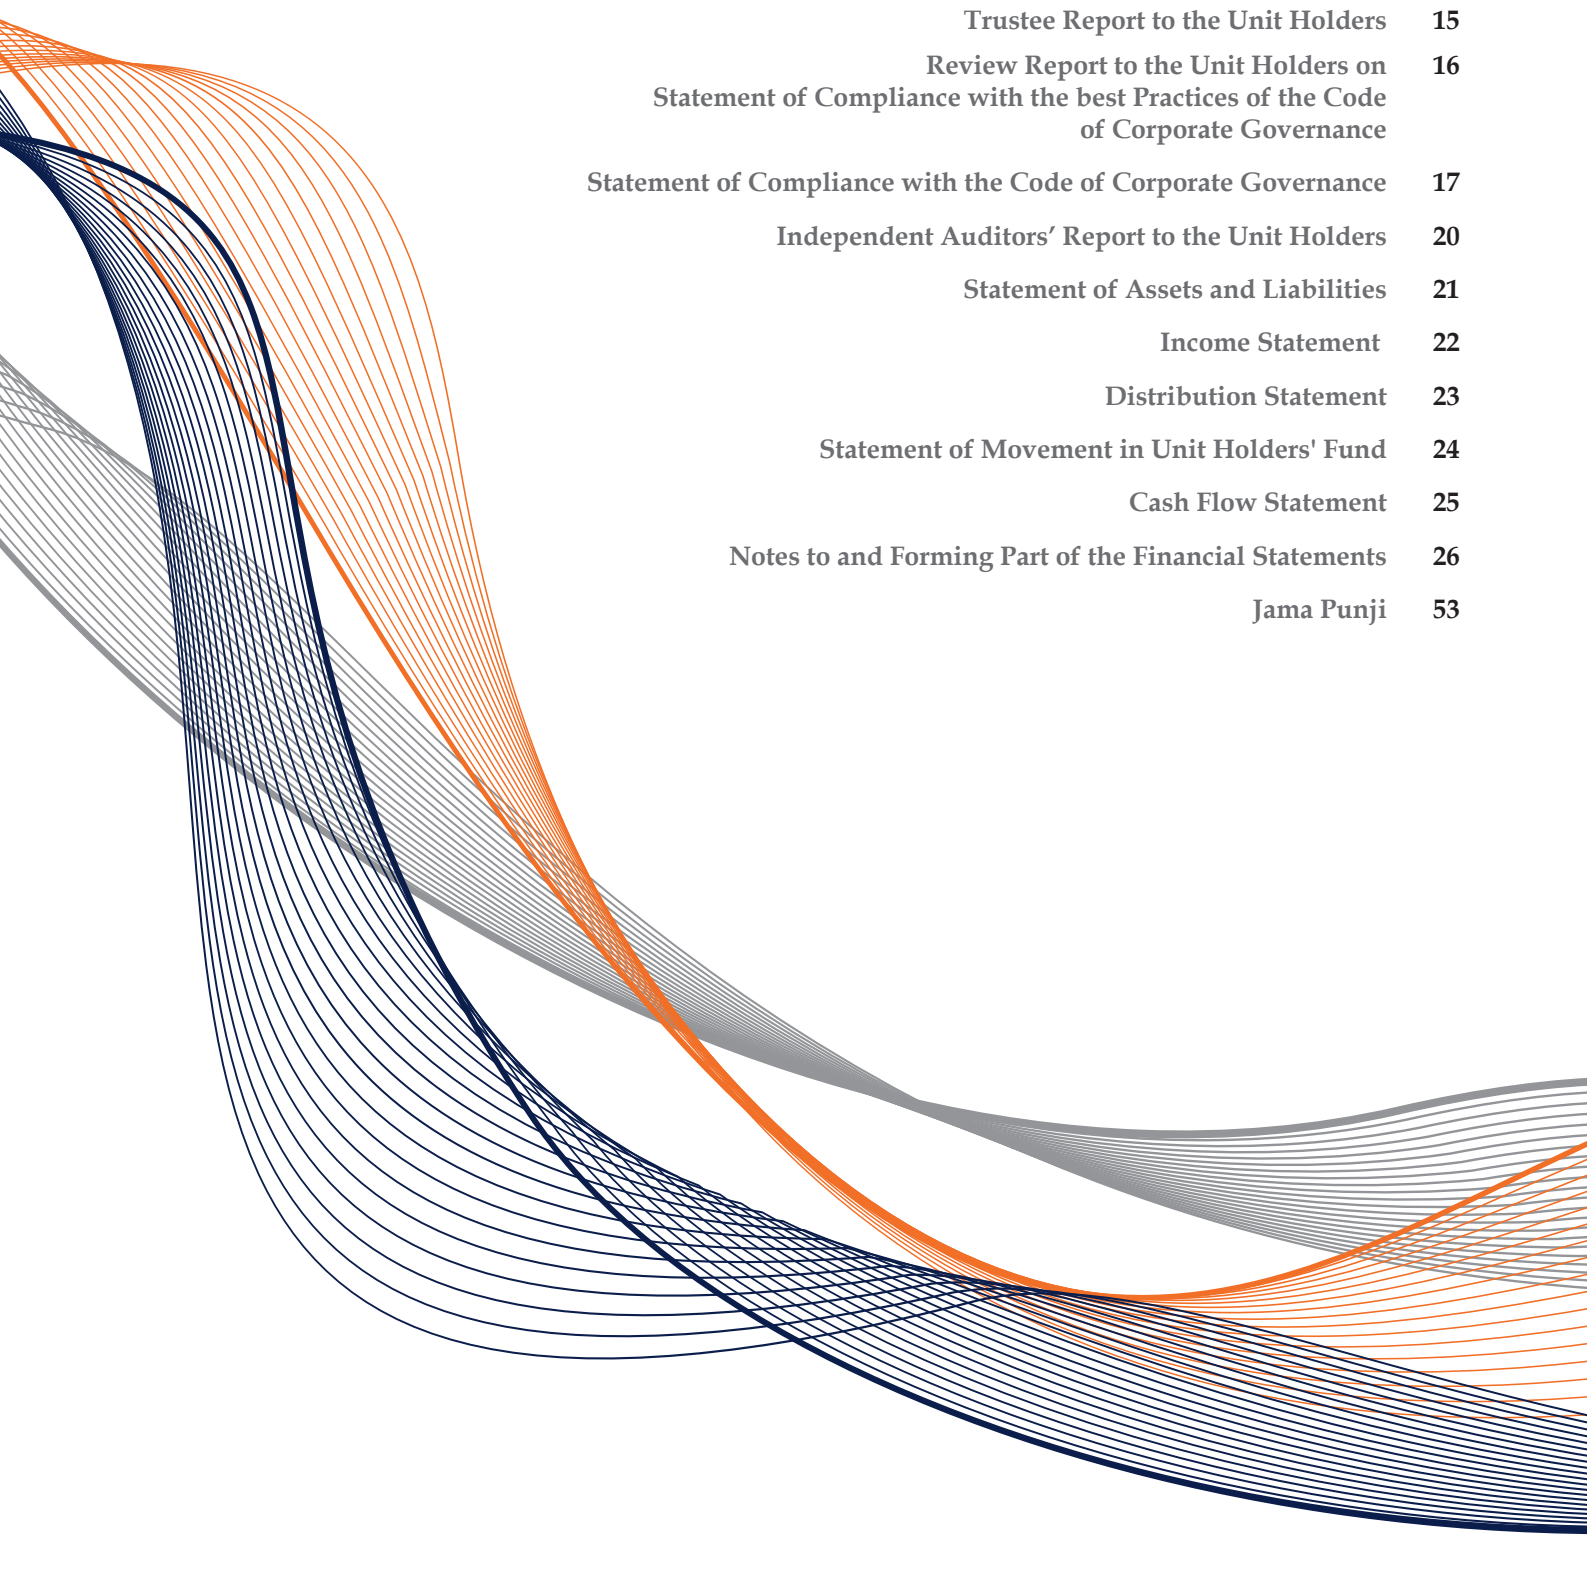 Trustee Report to the Unit Holders 15
Review Report to the Unit Holders on 16
Statement of Compliance with the best Practices of the Code
of Corporate Governance
Statement of Compliance with the Code of Corporate Governance 17
Independent Auditors’ Report to the Unit Holders 20
Statement of Assets and Liabilities 21
Income Statement 22
Distribution Statement 23
Statement of Movement in Unit Holders' Fund 24
Cash Flow Statement 25
Notes to and Forming Part of the Financial Statements 26
Jama Punji 53